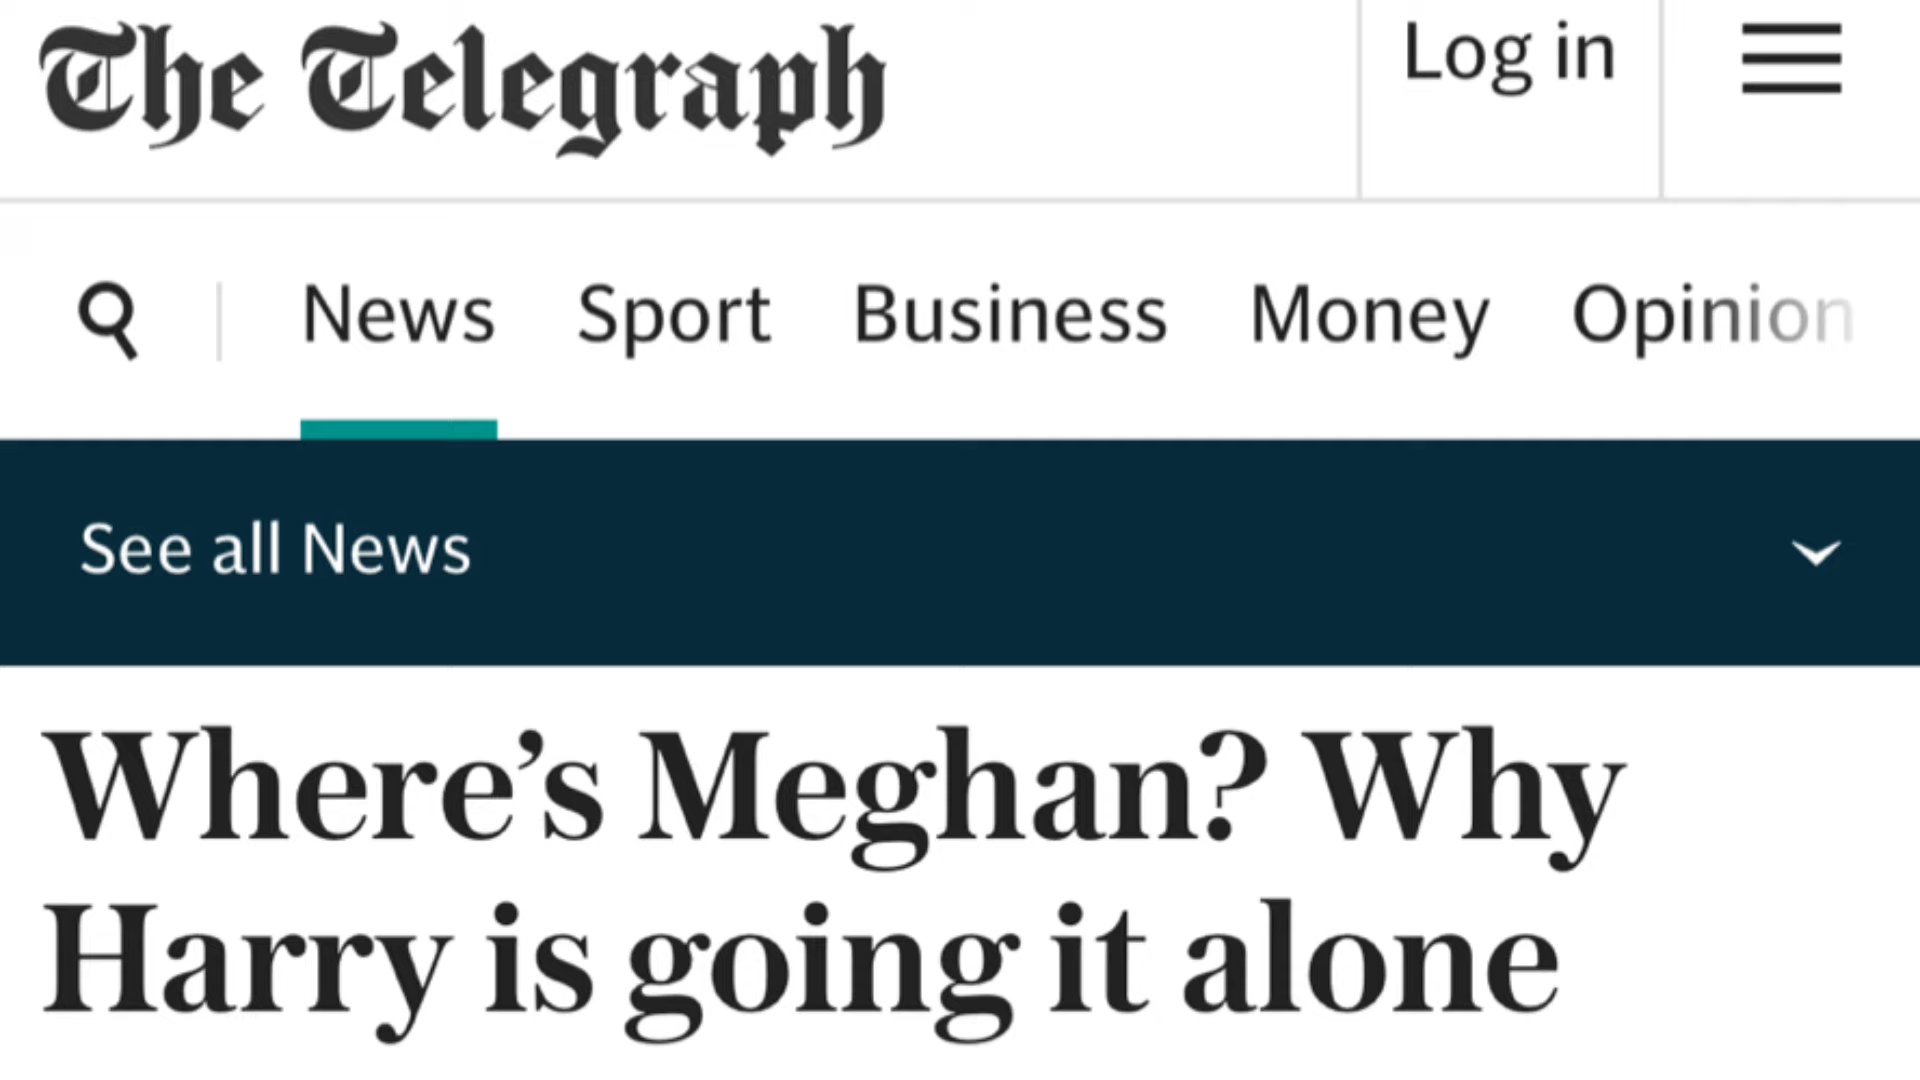 The Telegraph
Log in
News Sport Business Money Opinion
See all News
Where’s Meghan? Why
Harry is going it alone